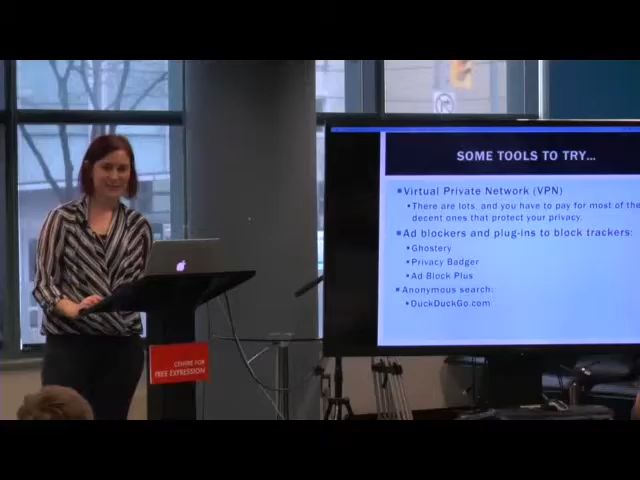 SOME TOOLS TO TRY...
▪Virtual Private Network (VPN)
▪There are lots, and you have to pay for most of the
decent ones that protect your privacy.
▪Ad blockers and plug-ins to block trackers:
▪Ghostery
▪Privacy Badger
▪Ad Block Plus
▪Anonymous search:
▪DuckDuckGo.com
CENTRE FOR
FREE EXPRESSION